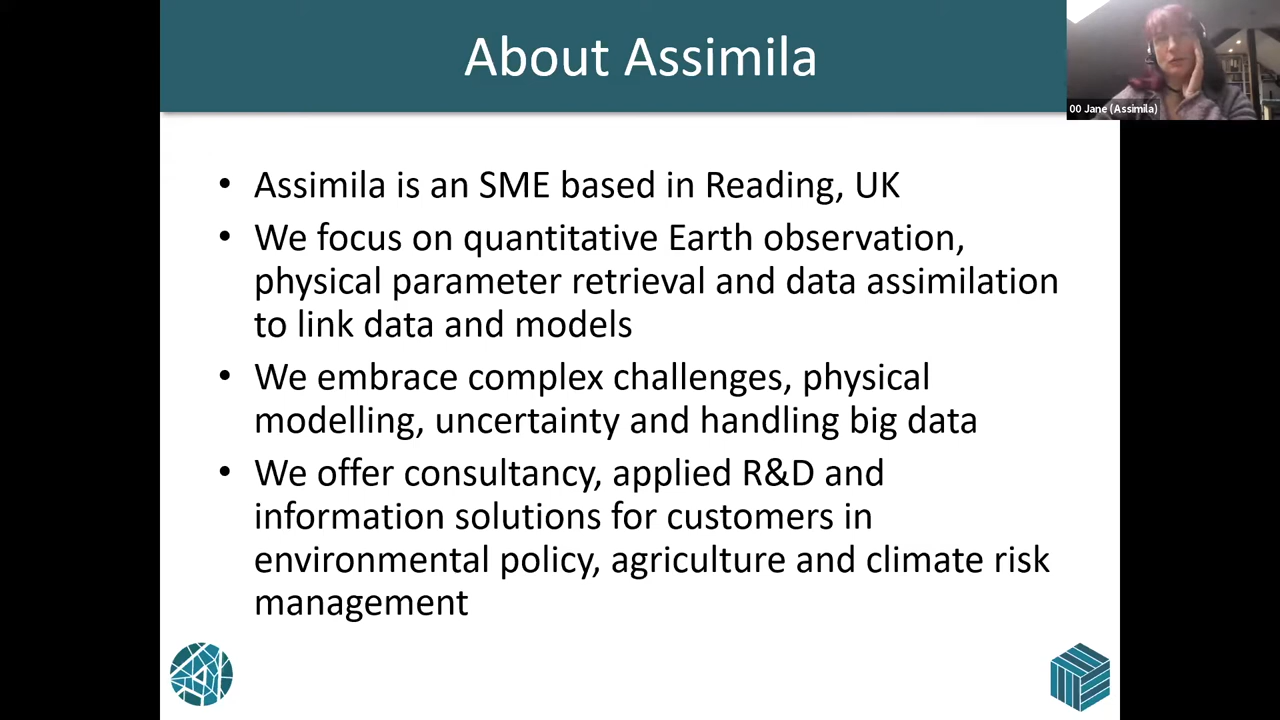 About Assimila
00 Jane (Assimila)
• Assimila is an SME based in Reading, UK
• We focus on quantitative Earth observation,
physical parameter retrieval and data assimilation
to link data and models
• We embrace complex challenges, physical
modelling, uncertainty and handling big data
• We offer consultancy, applied R&D and
information solutions for customers in
environmental policy, agriculture and climate risk
management